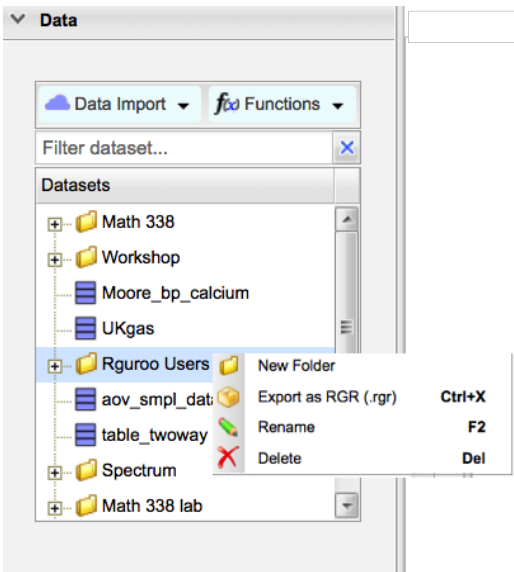 Data
Data Import
f(x) Functions
Filter dataset...
Datasets
Math 338
Workshop
Moore_bp_calcium
UKgas
Rguroo Users
New Folder
aov_smpl_dat
Export as RGR (.rgr) Ctrl+X
table_twoway
Rename F2
Spectrum
Delete Del
Math 338 lab